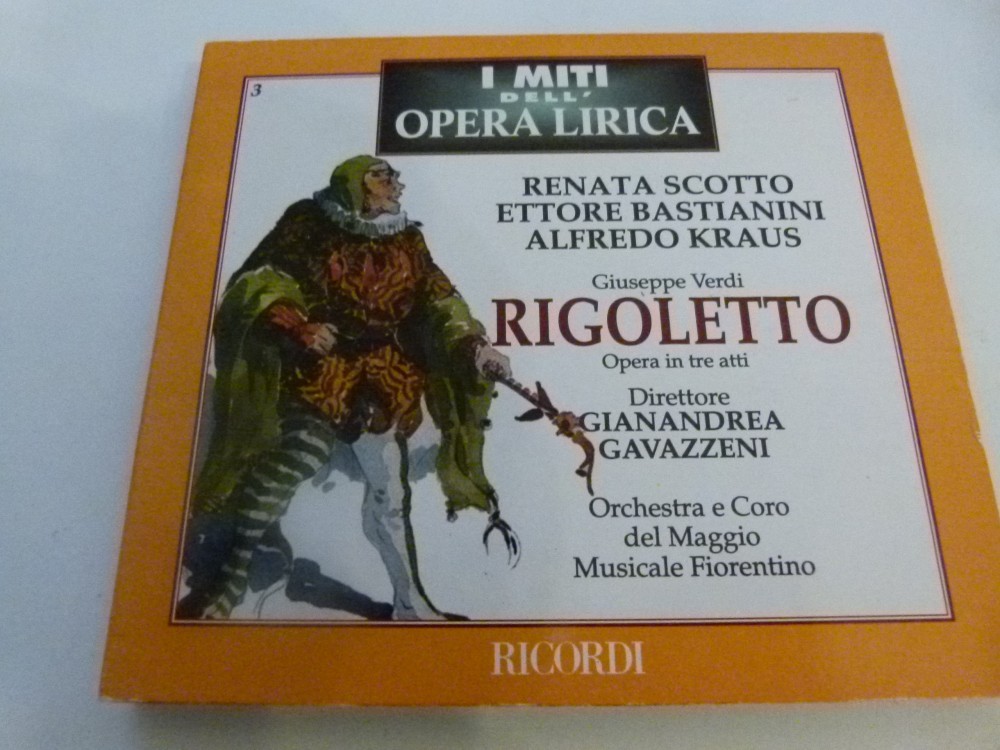 3
I MITI
DELL'
OPERA LIRICA
RENATA SCOTTO
ETTORE BASTIANINI
ALFREDO KRAUS
Giuseppe Verdi
RIGOLETTO
Opera in tre atti
Direttore
GIANANDREA
GAVAZZENI
Orchestra e Coro
del Maggio
Musicale Fiorentino
RICORDI